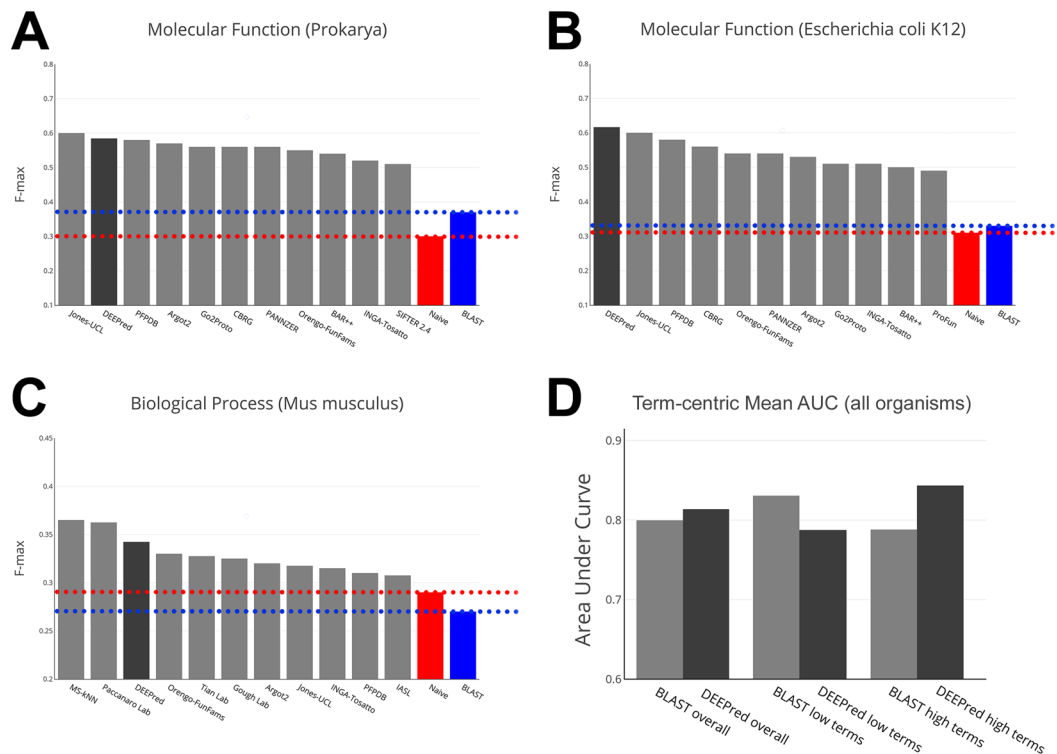 A
Molecular Function (Prokarya)
F-max
0.8
0.7
0.6
0.5
0.4
0.3
0.2
0.1
Jones-UCL
DEEPred
PFPDB
Argot2
Go2Proto
CBRG
PANNZER
Orengo-FunFams
BAR++
INGA-Tosatto
SIFTER 2.4
Naive
BLAST
B
Molecular Function (Escherichia coli K12)
F-max
0.8
0.7
0.6
0.5
0.4
0.3
0.2
0.1
DEEPred
Jones-UCL
PFPDB
CBRG
Orengo-FunFams
PANNZER
Argot2
Go2Proto
INGA-Tosatto
BAR++
ProFun
Naive
BLAST
C
Biological Process (Mus musculus)
F-max
0.45
0.4
0.35
0.3
0.25
0.2
MS-kNN
Paccanaro Lab
DEEPred
Orengo-FunFams
Tian Lab
Gough Lab
Argot2
Jones-UCL
INGA-Tosatto
PFPDB
IASL
Naive
BLAST
D
Term-centric Mean AUC (all organisms)
Area Under Curve
0.9
0.8
0.7
0.6
BLAST overall
DEEPred overall
BLAST low terms
DEEPred low terms
BLAST high terms
DEEPred high terms